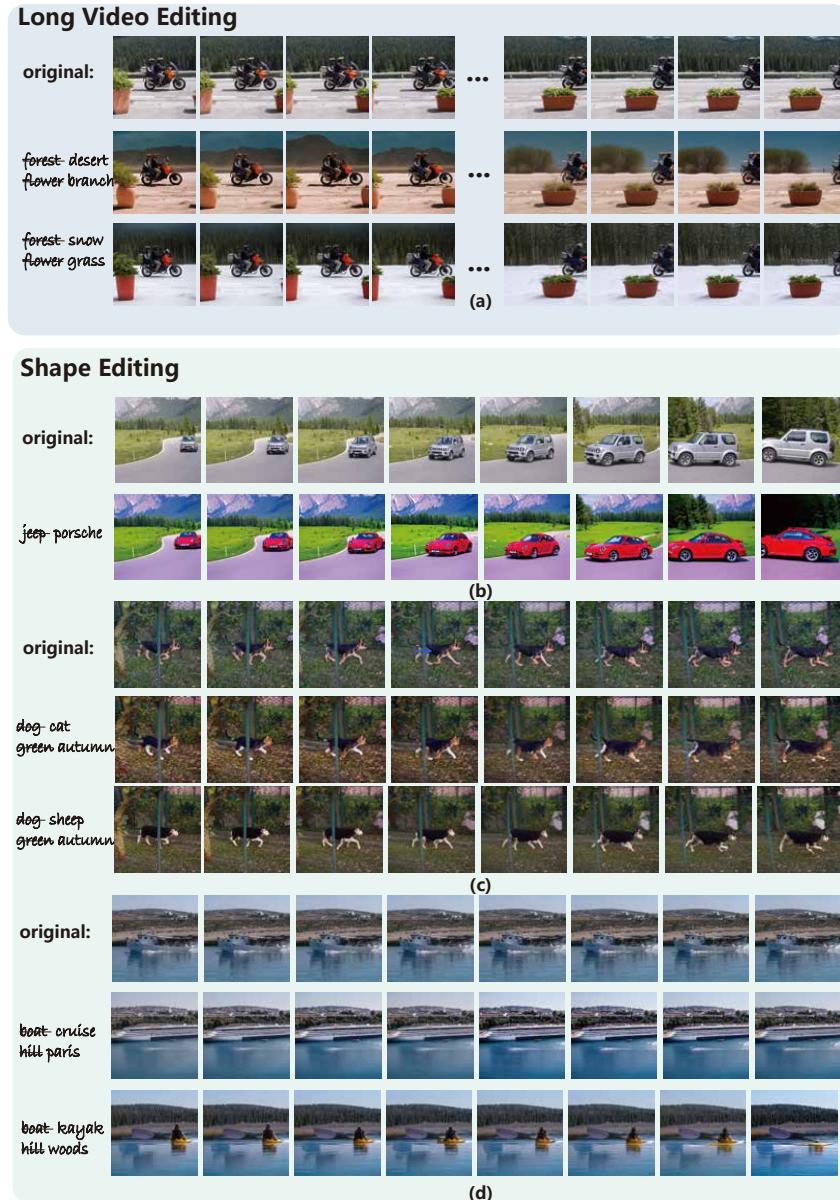 Long Video Editing
original:
...
forest desert
flower branch
...
forest snow
flower grass
...
(a)
Shape Editing
original:
jeep porsche
(b)
original:
dog cat
green autumn
dog sheep
green autumn
(c)
original:
boat cruise
hill paris
boat kayak
hill woods
(d)